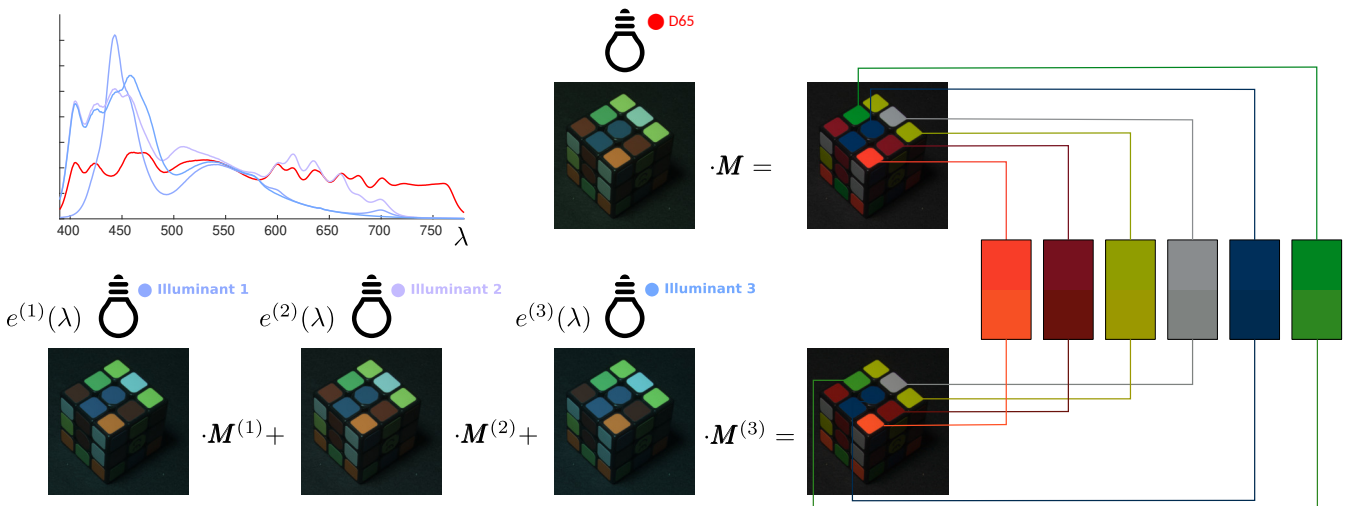 D65
·M =
400 450 500 550 600 650 700 750 λ
Illuminant 1
Illuminant 2
Illuminant 3
e⁽¹⁾(λ)
e⁽²⁾(λ)
e⁽³⁾(λ)
·M⁽¹⁾+
·M⁽²⁾+
·M⁽³⁾ =